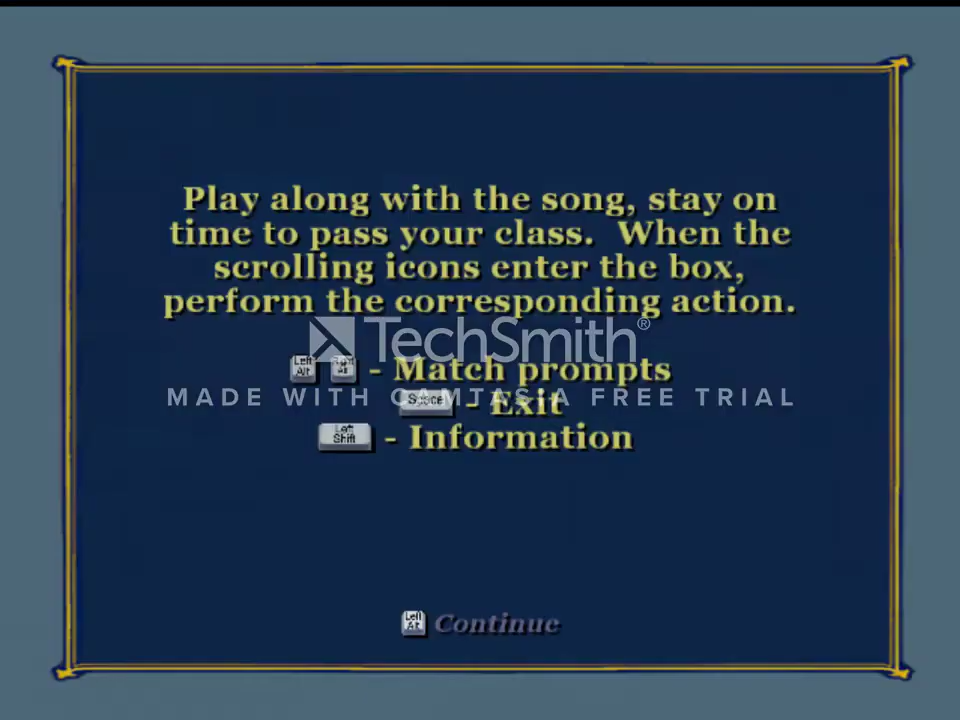 Play along with the song, stay on
time to pass your class. When the
scrolling icons enter the box,
perform the corresponding action.
TechSmith®
Left Alt Right Alt - Match prompts
MADE WITH CAMTASIA FREE TRIAL
Space - Exit
Left Shift - Information
Left Alt Continue